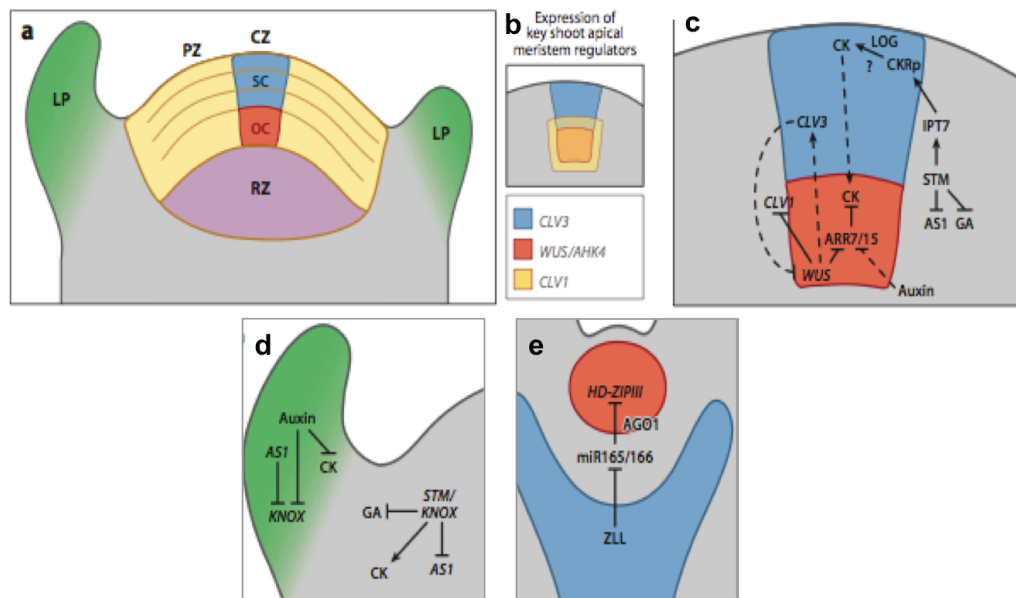 a
PZ
CZ
SC
OC
LP
LP
RZ
b
Expression of
key shoot apical
meristem regulators
CLV3
WUS/AHK4
CLV1
c
CK
LOG
?
CKRp
CLV3
IPT7
STM
CLV1
CK
AS1 GA
ARR7/15
WUS
Auxin
d
Auxin
AS1
CK
KNOX
STM/
GA
KNOX
CK
AS1
e
HD-ZIPIII
AGO1
miR165/166
ZLL